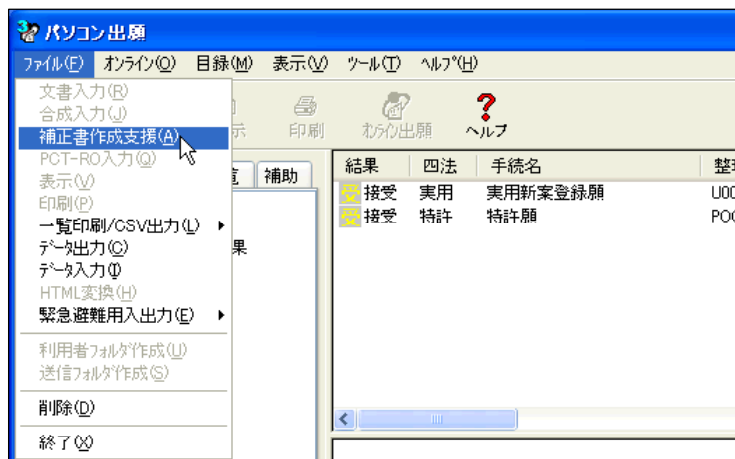 パソコン出願
ファイル(F) オンライン(O) 目録(M) 表示(V) ツール(T) ヘルプ(H)
文書入力(R)
合成入力(J)
補正書作成支援(A)
PCT-RO入力(Q)
表示(V)
印刷(P)
一覧印刷/CSV出力(L)
データ出力(C)
データ入力(I)
HTML変換(H)
緊急避難用入出力(E)
利用者フォルダ作成(U)
送信フォルダ作成(S)
削除(D)
終了(X)
示 印刷 オンライン出願 ヘルプ
補助
果
結果 四法 手続名 整
受 接受 実用 実用新案登録願 U00
受 接受 特許 特許願 P00